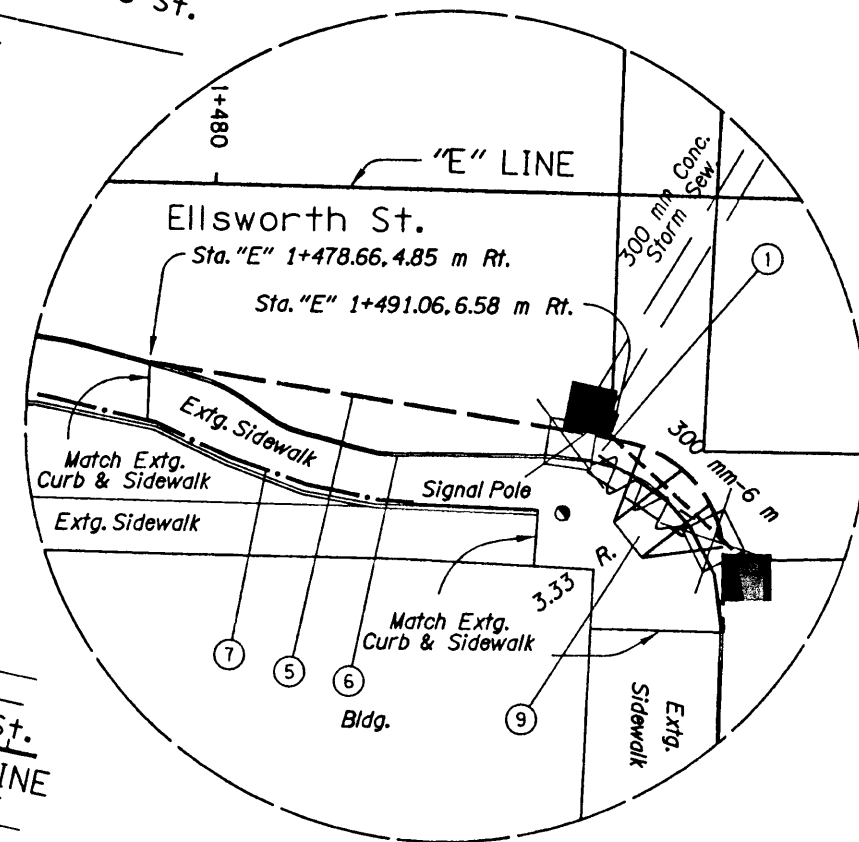 St.
1+480
"E" LINE
300 mm Conc.
Storm Sew.
Ellsworth St.
Sta. "E" 1+478.66, 4.85 m Rt.
1
Sta. "E" 1+491.06, 6.58 m Rt.
Extg. Sidewalk
Match Extg.
Curb & Sidewalk
Signal Pole
300 mm-6 m
Extg. Sidewalk
3.33 R.
Match Extg.
Curb & Sidewalk
7
5
6
9
Bldg.
Extg.
Sidewalk
St.
INE